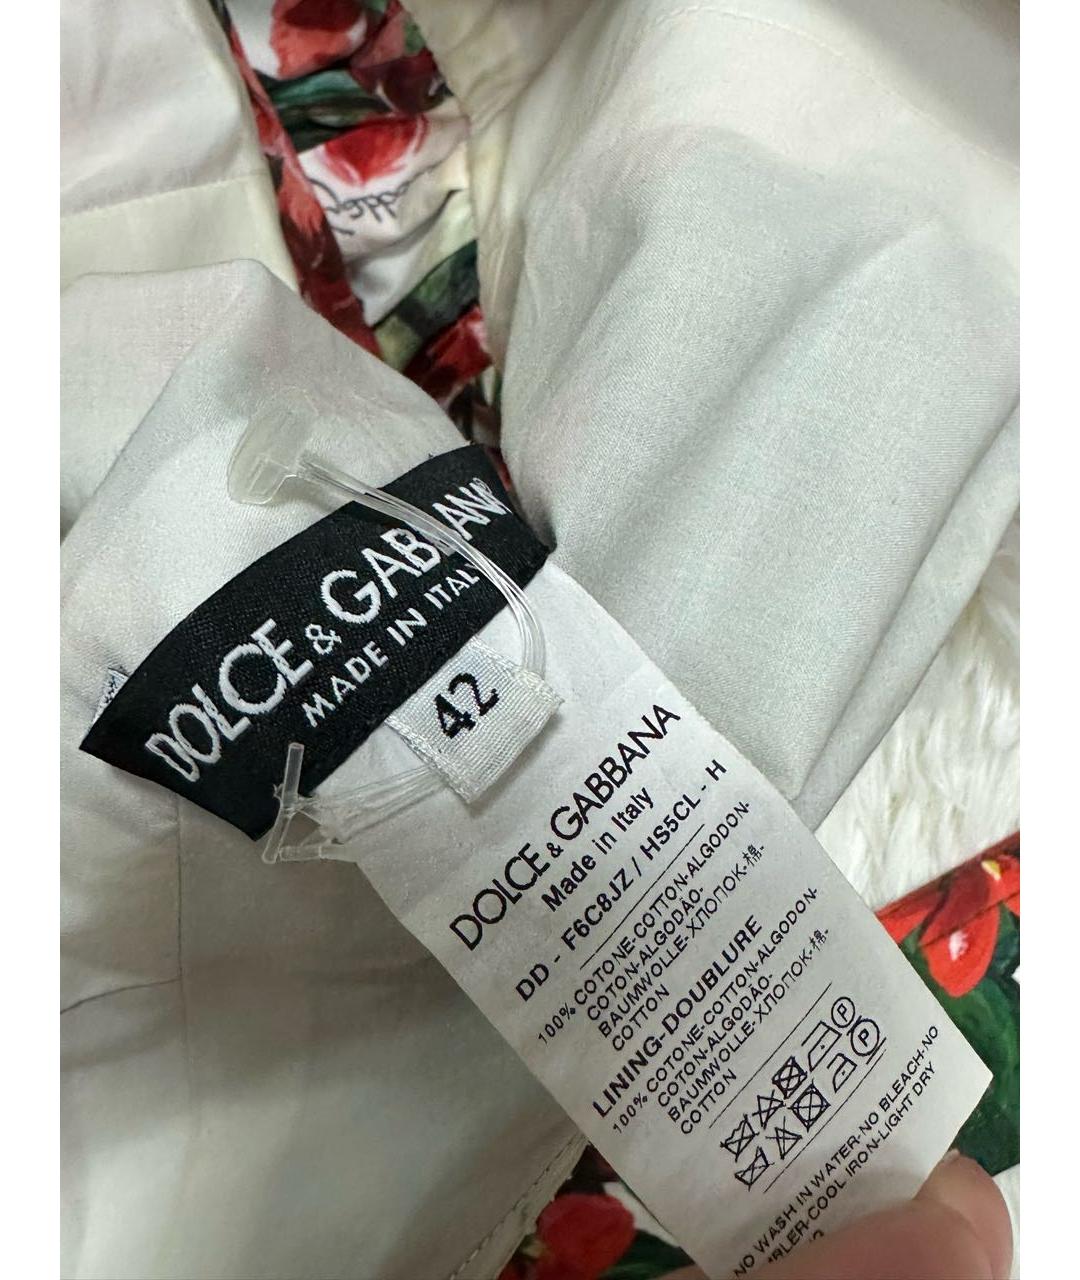 DOLCE & GABBANA
MADE IN ITALY
42
DOLCE & GABBANA
Made in Italy
DD - F6C8JZ / HS5CL - H
100% COTONE-COTTON-ALGODON-
COTON-ALGODÃO-
BAUMWOLLE-ХЛОПОК-棉-
COTTON
LINING-DOUBLURE
100% COTONE-COTTON-ALGODON-
COTON-ALGODÃO-
BAUMWOLLE-ХЛОПОК-棉-
COTTON
P
P
NO WASH IN WATER-NO BLEACH-NO
COOL IRON-LIGHT DRY